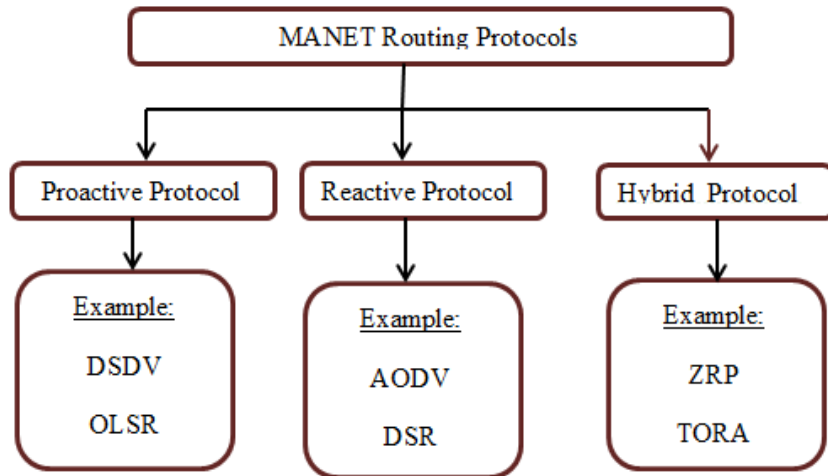 MANET Routing Protocols
Proactive Protocol
Reactive Protocol
Hybrid Protocol
Example:
DSDV
OLSR
Example:
AODV
DSR
Example:
ZRP
TORA